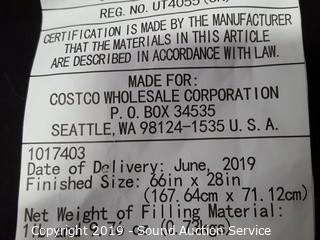 REG. NO. UT4055 (CN)
CERTIFICATION IS MADE BY THE MANUFACTURER
THAT THE MATERIALS IN THIS ARTICLE
ARE DESCRIBED IN ACCORDANCE WITH LAW.
MADE FOR:
COSTCO WHOLESALE CORPORATION
P. O. BOX 34535
SEATTLE, WA 98124-1535 U. S. A.
1017403
Date of Delivery: June, 2019
Finished Size: 66in x 28in
(167.64cm x 71.12cm)
Net Weight of Filling Material:
Copyright 2019 - Sound Auction Service